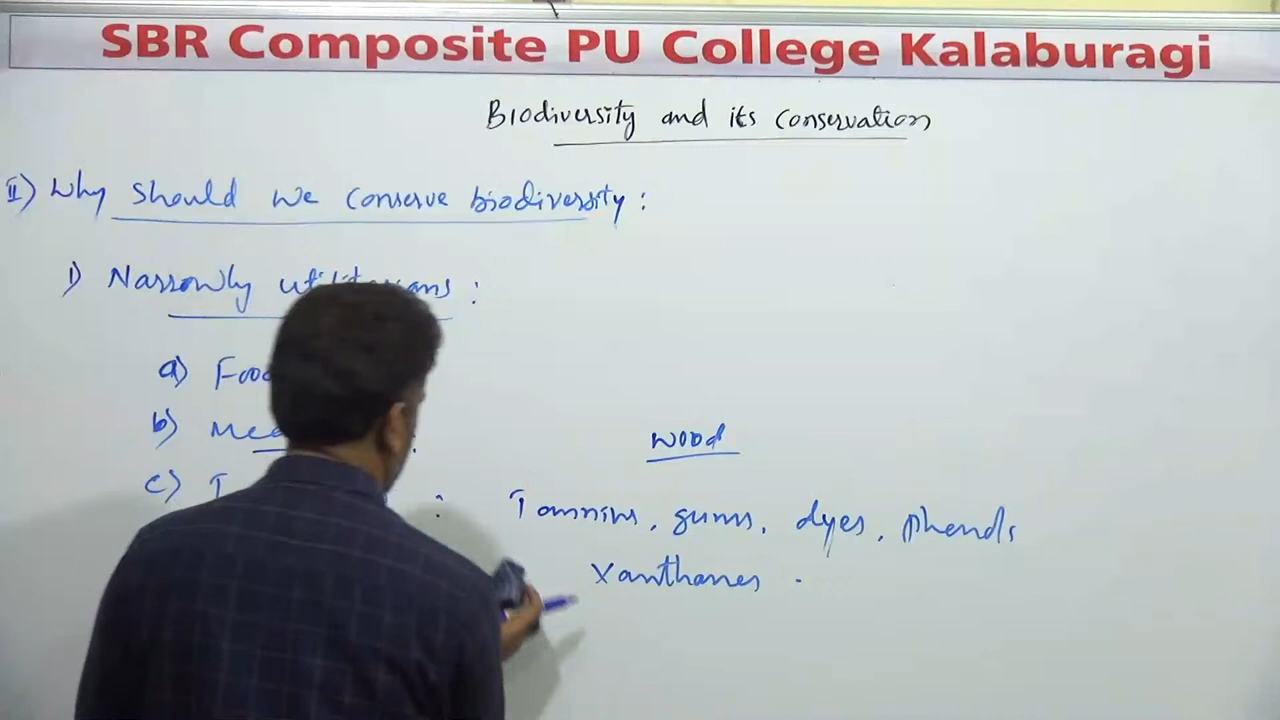 SBR Composite PU College Kalaburagi
Biodiversity and its conservation
II) Why should we conserve biodiversity :
1) Narrowly :
a)
b) :
wood
c) : Tannins, gums, dyes, phenols
Xanthanes .